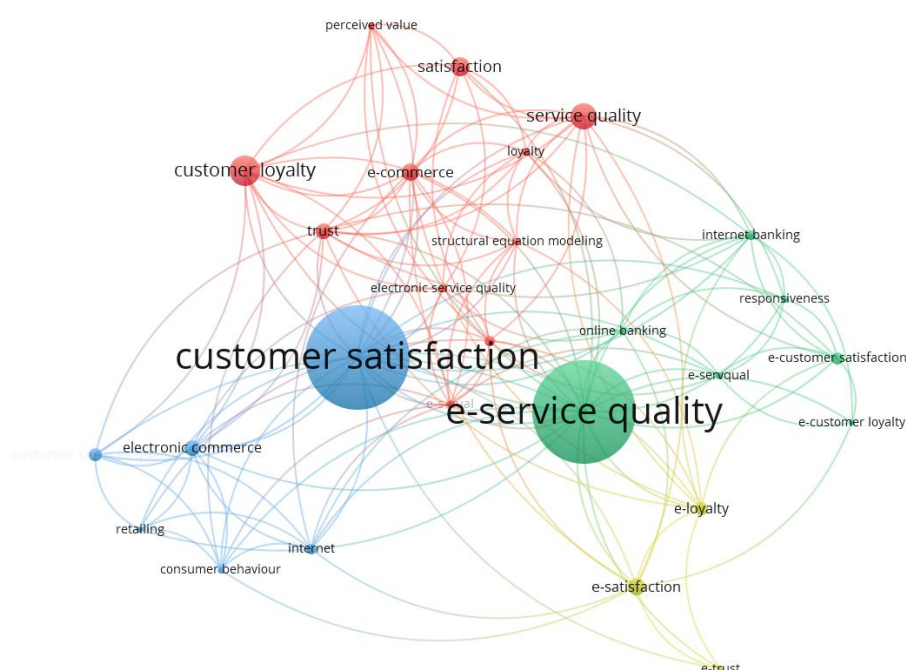 perceived value
satisfaction
service quality
loyalty
customer loyalty
e-commerce
trust
structural equation modeling
internet banking
electronic service quality
responsiveness
online banking
customer satisfaction
e-customer satisfaction
e-servqual
e-service quality
e-customer loyalty
electronic commerce
e-loyalty
retailing
internet
consumer behaviour
e-satisfaction
e-trust